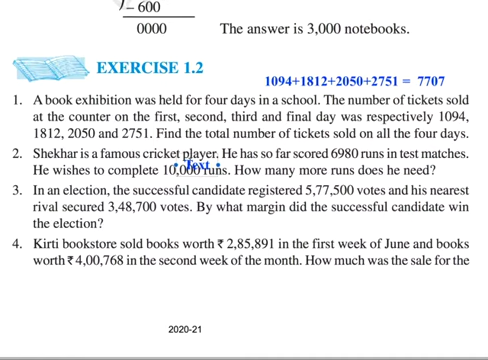 – 600
0000 The answer is 3,000 notebooks.
EXERCISE 1.2
1094+1812+2050+2751 = 7707
1. A book exhibition was held for four days in a school. The number of tickets sold
at the counter on the first, second, third and final day was respectively 1094,
1812, 2050 and 2751. Find the total number of tickets sold on all the four days.
2. Shekhar is a famous cricket player. He has so far scored 6980 runs in test matches.
He wishes to complete 10,000 runs. How many more runs does he need?
Text
3. In an election, the successful candidate registered 5,77,500 votes and his nearest
rival secured 3,48,700 votes. By what margin did the successful candidate win
the election?
4. Kirti bookstore sold books worth ₹ 2,85,891 in the first week of June and books
worth ₹ 4,00,768 in the second week of the month. How much was the sale for the
2020-21